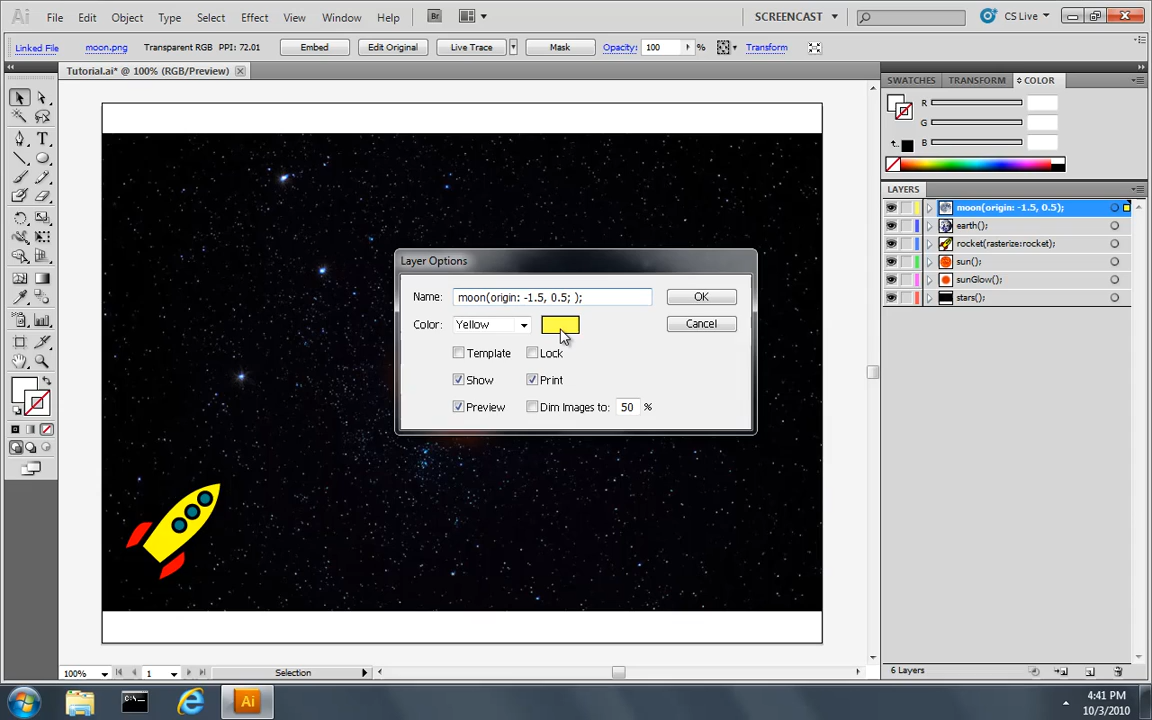 Ai File Edit Object Type Select Effect View Window Help Br SCREENCAST CS Live
Linked File moon.png Transparent RGB PPI: 72.01 Embed Edit Original Live Trace Mask Opacity: 100 % Transform
Tutorial.ai* @ 100% (RGB/Preview)
SWATCHES TRANSFORM COLOR
R
G
B
LAYERS
moon(origin: -1.5, 0.5);
earth();
rocket(rasterize:rocket);
sun();
sunGlow();
stars();
Layer Options
Name: moon(origin: -1.5, 0.5; );
OK
Color: Yellow
Cancel
Template Lock
Show Print
Preview Dim Images to: 50 %
T
100% 1 Selection
6 Layers
C:\
Ai
4:41 PM
10/3/2010